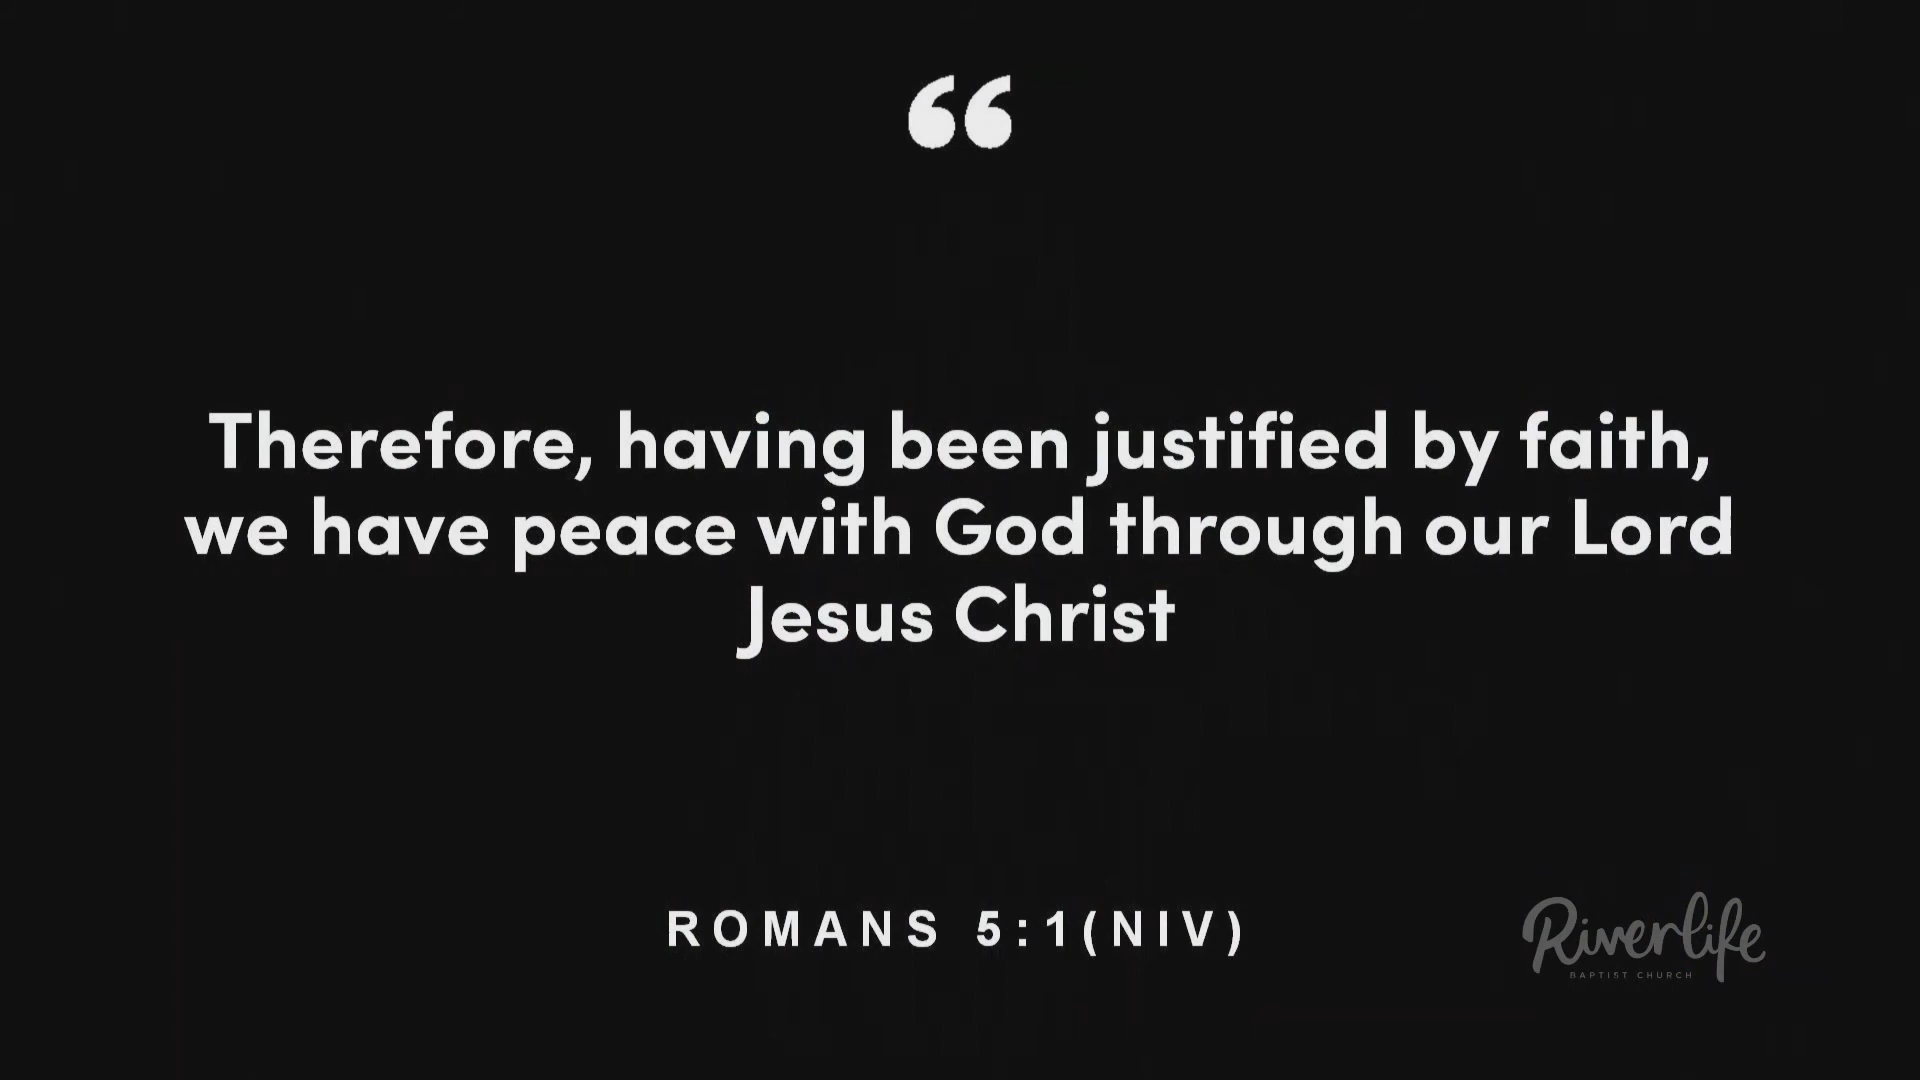 “
Therefore, having been justified by faith,
we have peace with God through our Lord
Jesus Christ
ROMANS 5:1(NIV)
Riverlife
BAPTIST CHURCH